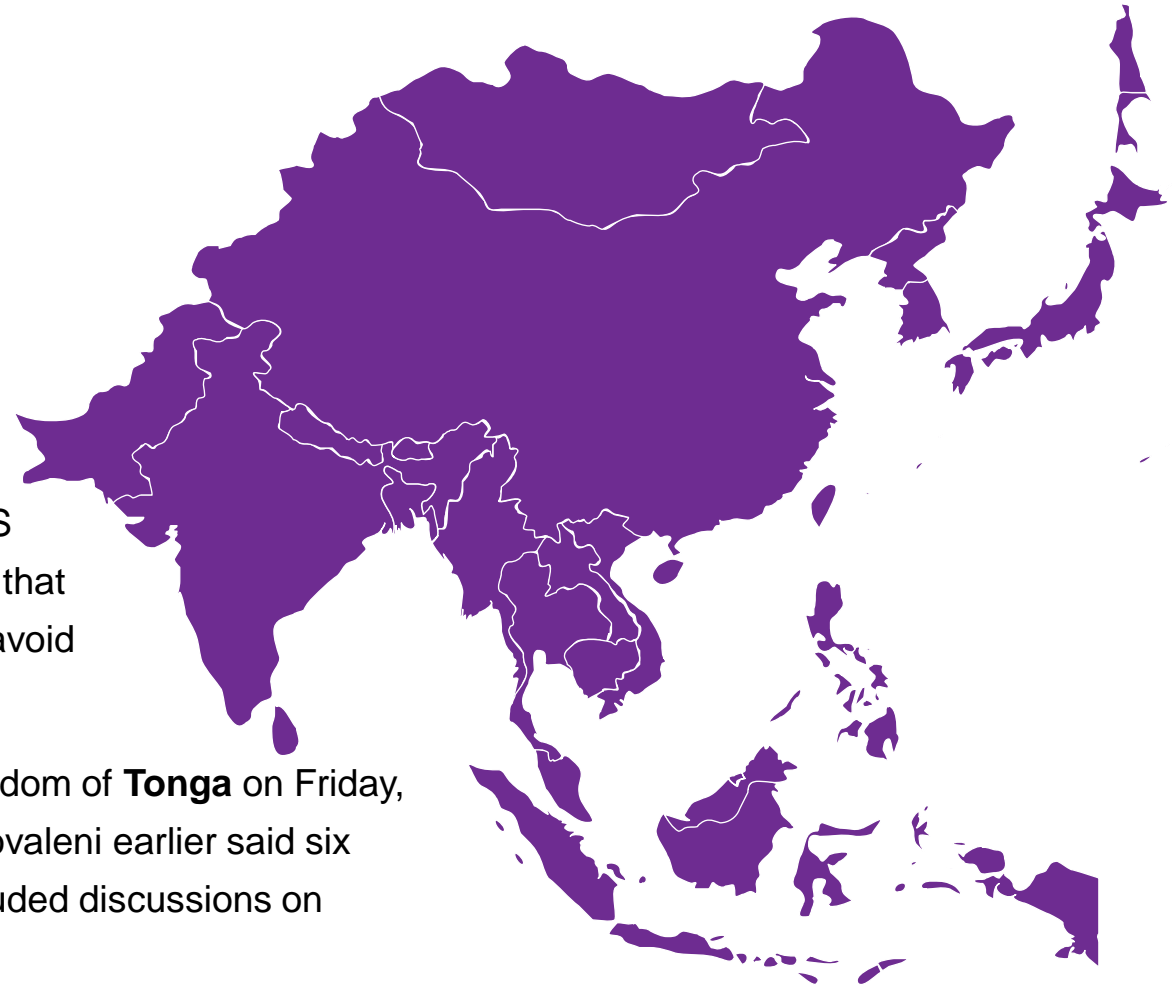 S
that
avoid
dom of Tonga on Friday,
ovaleni earlier said six
uded discussions on